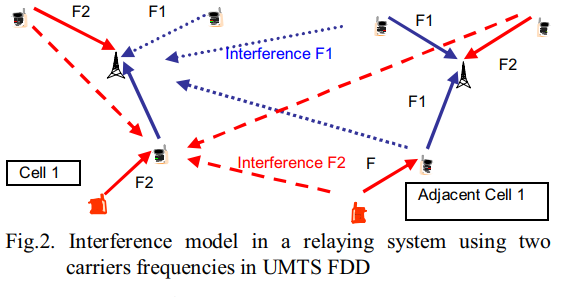 F2
F1
F1
Interference F1
F2
F1
Interference F2
F
F2
Cell 1
Adjacent Cell 1
Fig.2. Interference model in a relaying system using two
carriers frequencies in UMTS FDD